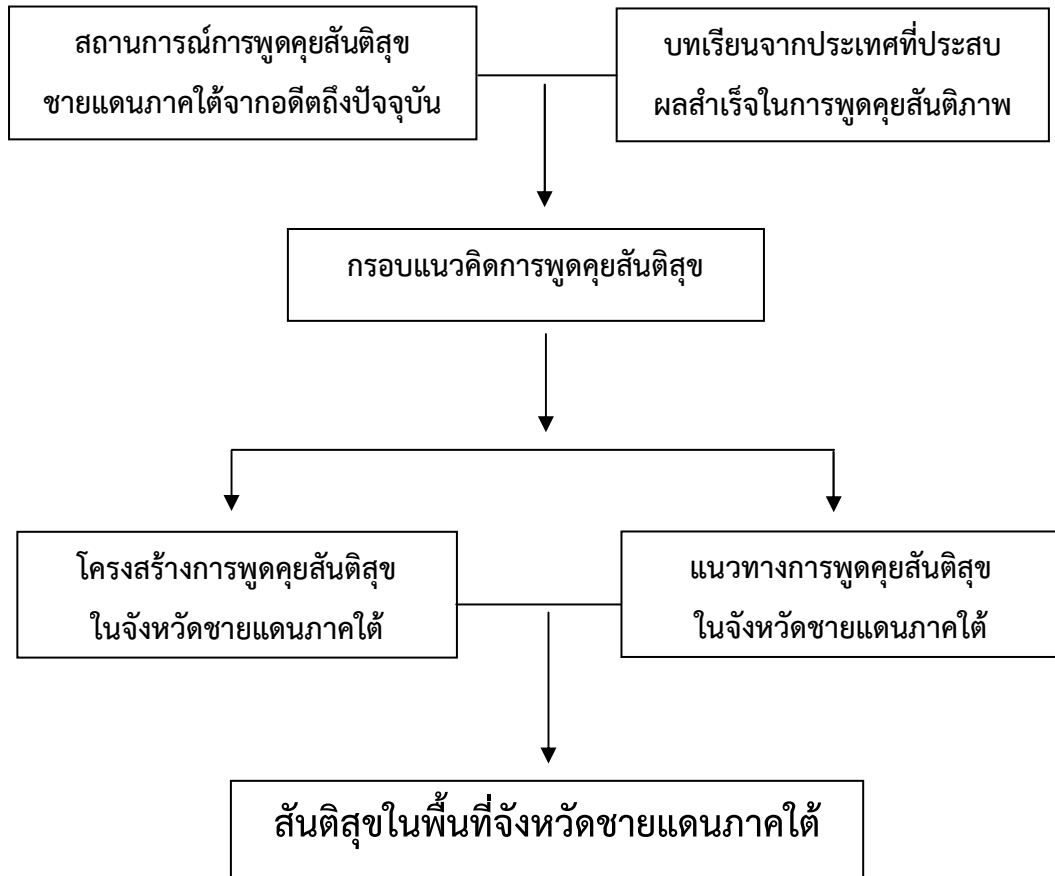 สถานการณ์การพูดคุยสันติสุข
ชายแดนภาคใต้จากอดีตถึงปัจจุบัน
บทเรียนจากประเทศที่ประสบ
ผลสำเร็จในการพูดคุยสันติภาพ
กรอบแนวคิดการพูดคุยสันติสุข
โครงสร้างการพูดคุยสันติสุข
ในจังหวัดชายแดนภาคใต้
แนวทางการพูดคุยสันติสุข
ในจังหวัดชายแดนภาคใต้
สันติสุขในพื้นที่จังหวัดชายแดนภาคใต้